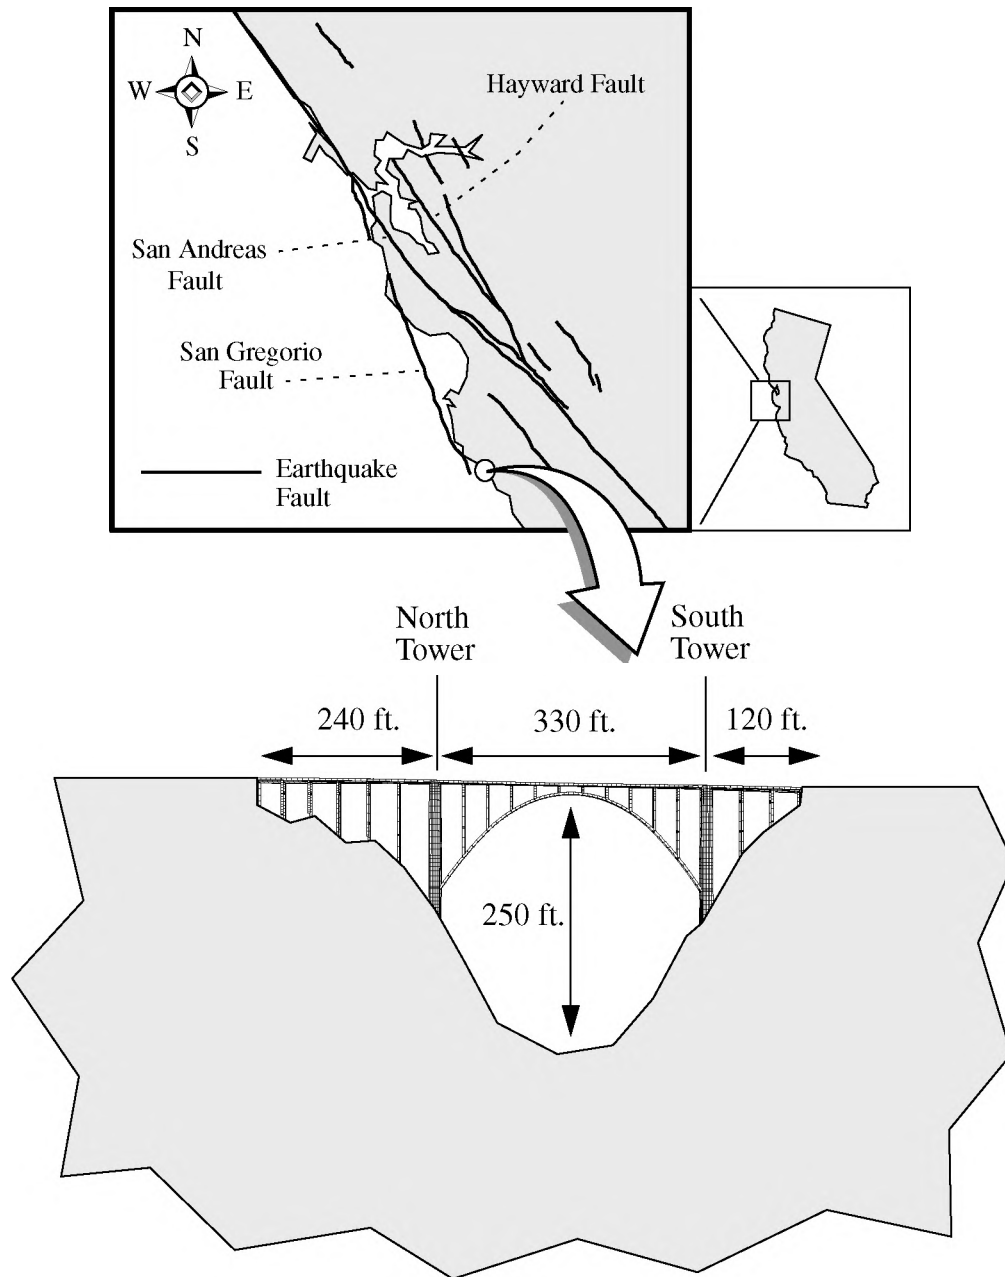 N
W E
S
Hayward Fault
San Andreas
Fault
San Gregorio
Fault
Earthquake
Fault
North
Tower
South
Tower
240 ft.
330 ft.
120 ft.
250 ft.